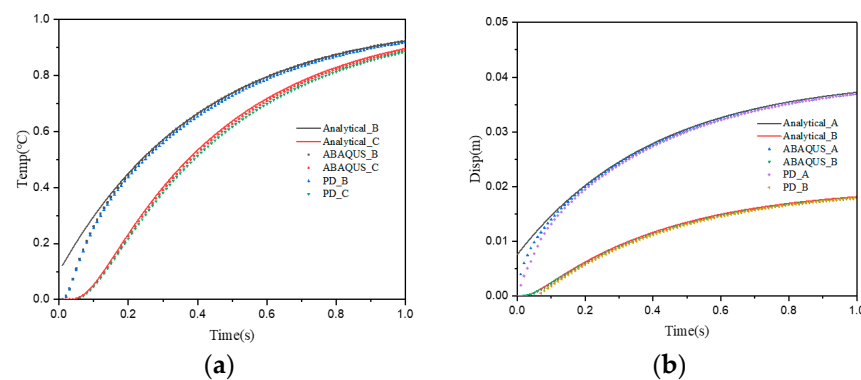 1.0
0.8
0.6
0.4
0.2
0.0
Temp(°C)
Analytical_B
Analytical_C
ABAQUS_B
ABAQUS_C
PD_B
PD_C
0.0 0.2 0.4 0.6 0.8 1.0
Time(s)
(a)
0.05
0.04
0.03
0.02
0.01
0.00
Disp(m)
Analytical_A
Analytical_B
ABAQUS_A
ABAQUS_B
PD_A
PD_B
0.0 0.2 0.4 0.6 0.8 1.0
Time(s)
(b)